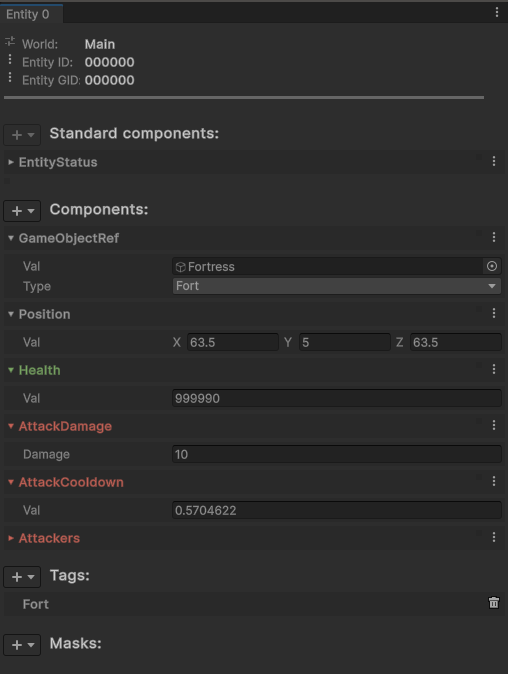 Entity 0
World: Main
Entity ID: 000000
Entity GID: 000000
Standard components:
EntityStatus
Components:
GameObjectRef
Val Fortress
Type Fort
Position
Val X 63.5 Y 5 Z 63.5
Health
Val 999990
AttackDamage
Damage 10
AttackCooldown
Val 0.5704622
Attackers
Tags:
Fort
Masks: